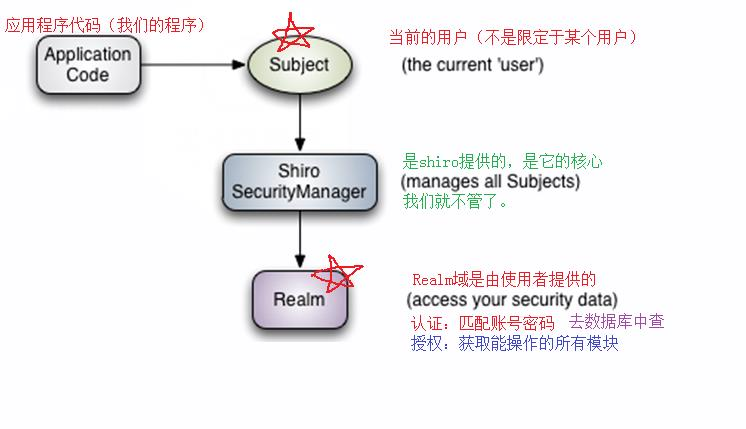 应用程序代码（我们的程序）
Application
Code
Subject
当前的用户（不是限定于某个用户）
(the current 'user')
Shiro
SecurityManager
是shiro提供的，是它的核心
(manages all Subjects)
我们就不管了。
Realm
Realm域是由使用者提供的
(access your security data)
认证：匹配账号密码 去数据库中查
授权：获取能操作的所有模块